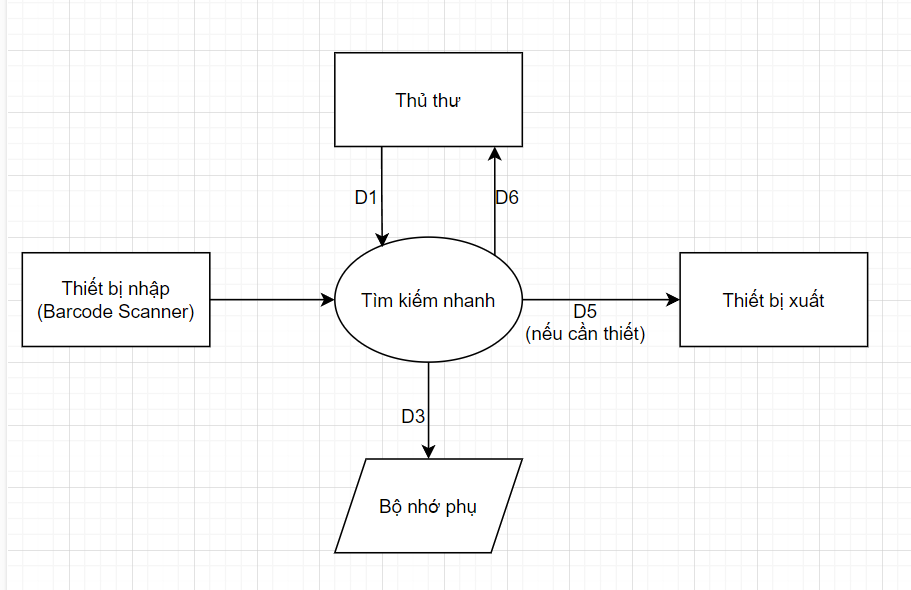 Thủ thư
D1
D6
Thiết bị nhập
(Barcode Scanner)
Tìm kiếm nhanh
D5
(nếu cần thiết)
Thiết bị xuất
D3
Bộ nhớ phụ